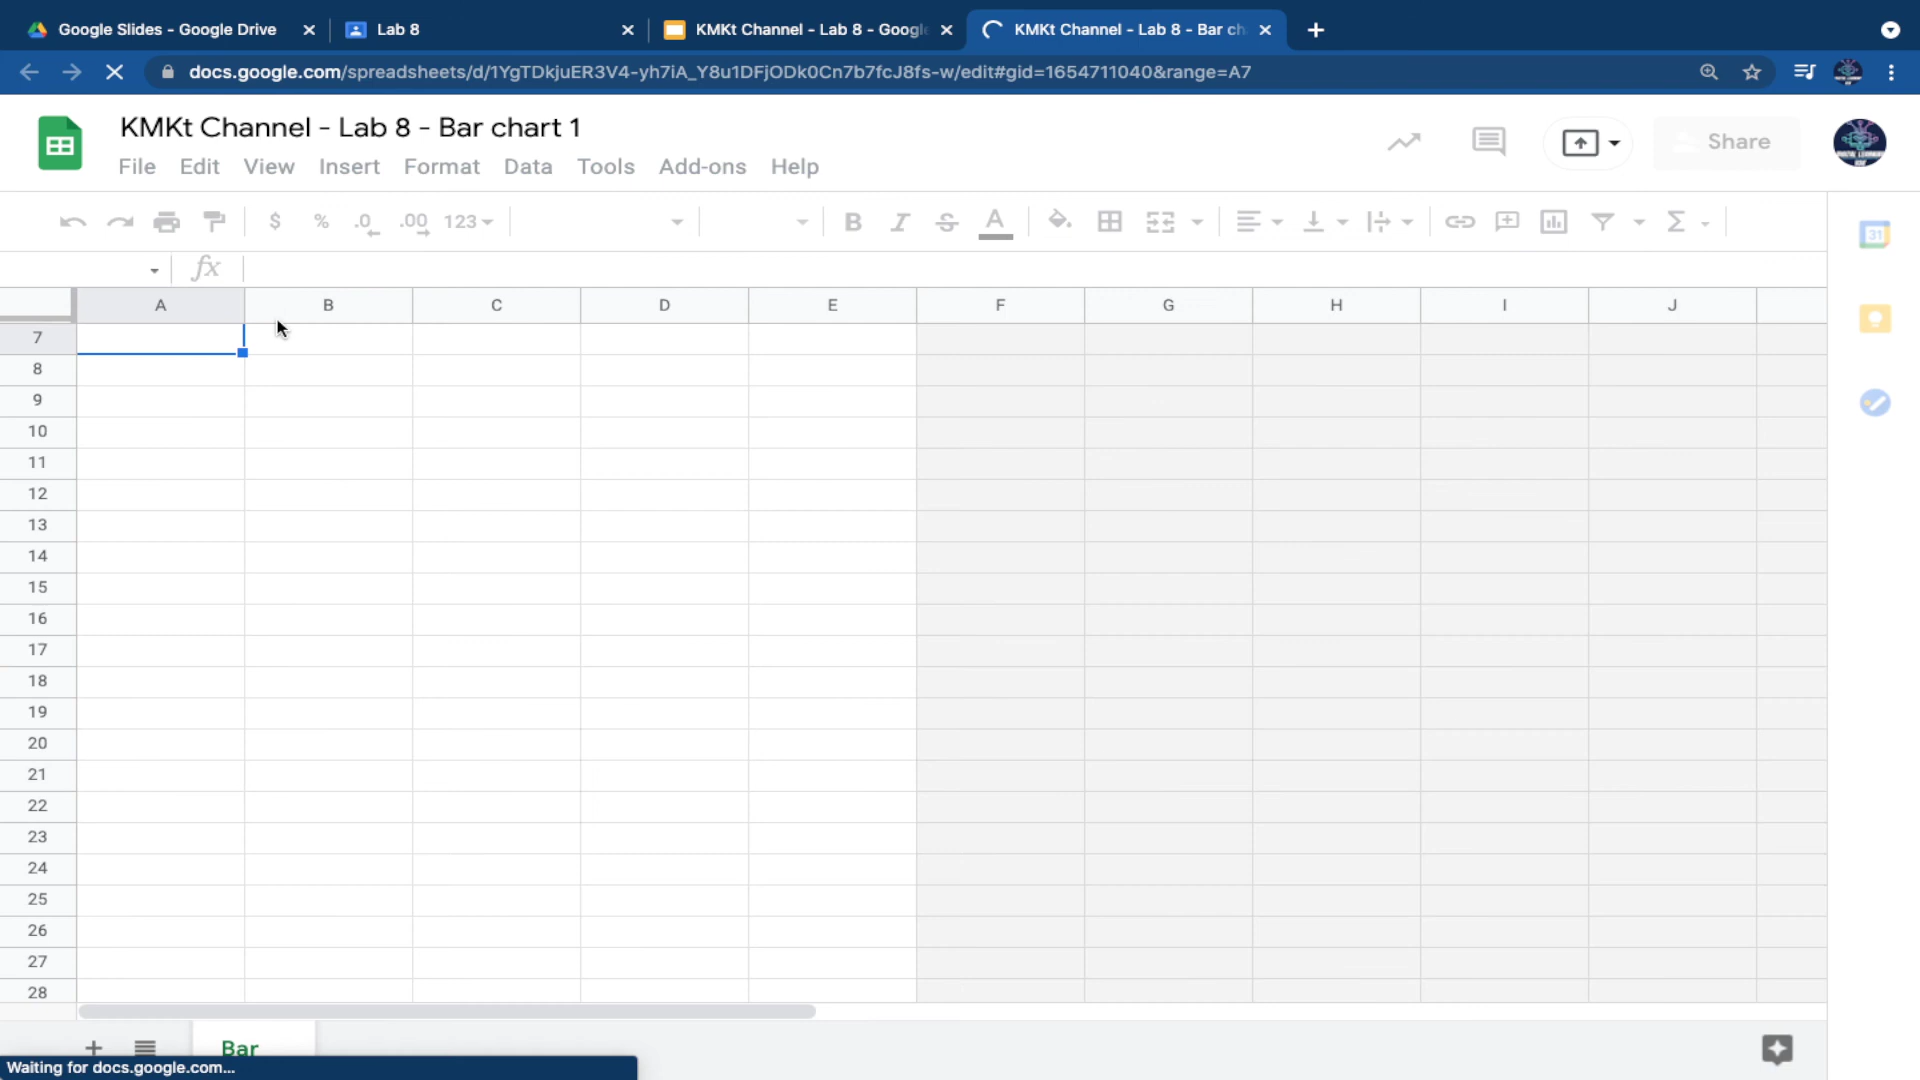 Google Slides - Google Drive
Lab 8
KMKt Channel - Lab 8 - Googl
KMKt Channel - Lab 8 - Bar ch
docs.google.com/spreadsheets/d/1YgTDkjuER3V4-yh7iA_Y8u1DFjODk0Cn7b7fcJ8fs-w/edit#gid=1654711040&range=A7
KMKt Channel - Lab 8 - Bar chart 1
Share
File Edit View Insert Format Data Tools Add-ons Help
$ % .0 .00 123 B I S A Σ
31
fx
A B C D E F G H I J
7
8
9
10
11
12
13
14
15
16
17
18
19
20
21
22
23
24
25
26
27
28
Bar
Waiting for docs.google.com...